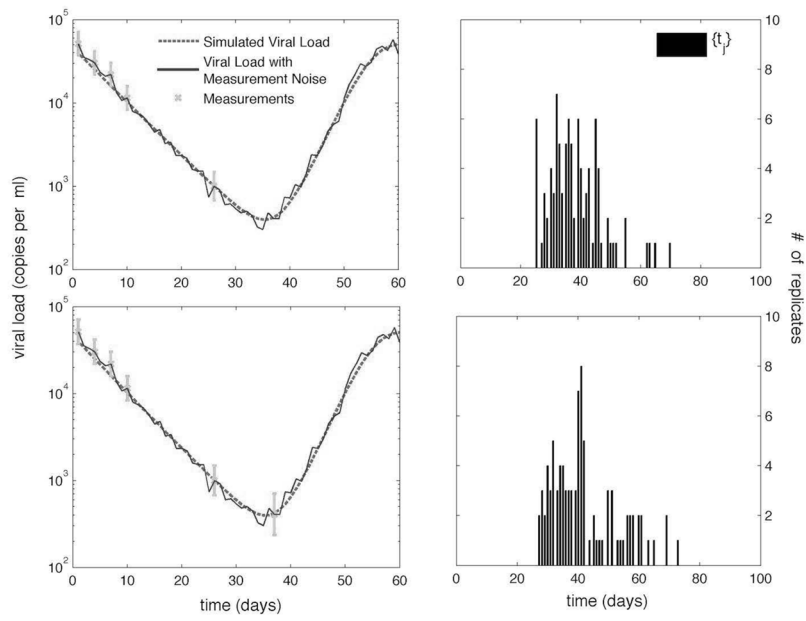 10^5
10^4
10^3
10^2
0 10 20 30 40 50 60
Simulated Viral Load
Viral Load with
Measurement Noise
Measurements
{t_j}
10
8
6
4
2
0 20 40 60 80 100
viral load (copies per ml)
# of replicates
10^5
10^4
10^3
10^2
0 10 20 30 40 50 60
time (days)
10
8
6
4
2
0 20 40 60 80 100
time (days)